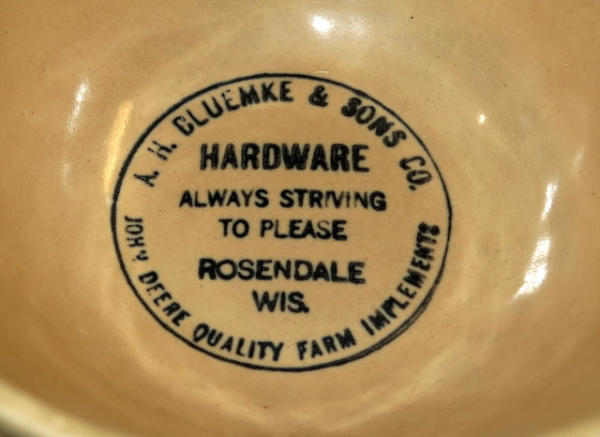 A. H. BLUEMKE & SONS CO.
HARDWARE
ALWAYS STRIVING
TO PLEASE
ROSENDALE
WIS.
JOHN DEERE QUALITY FARM IMPLEMENTS